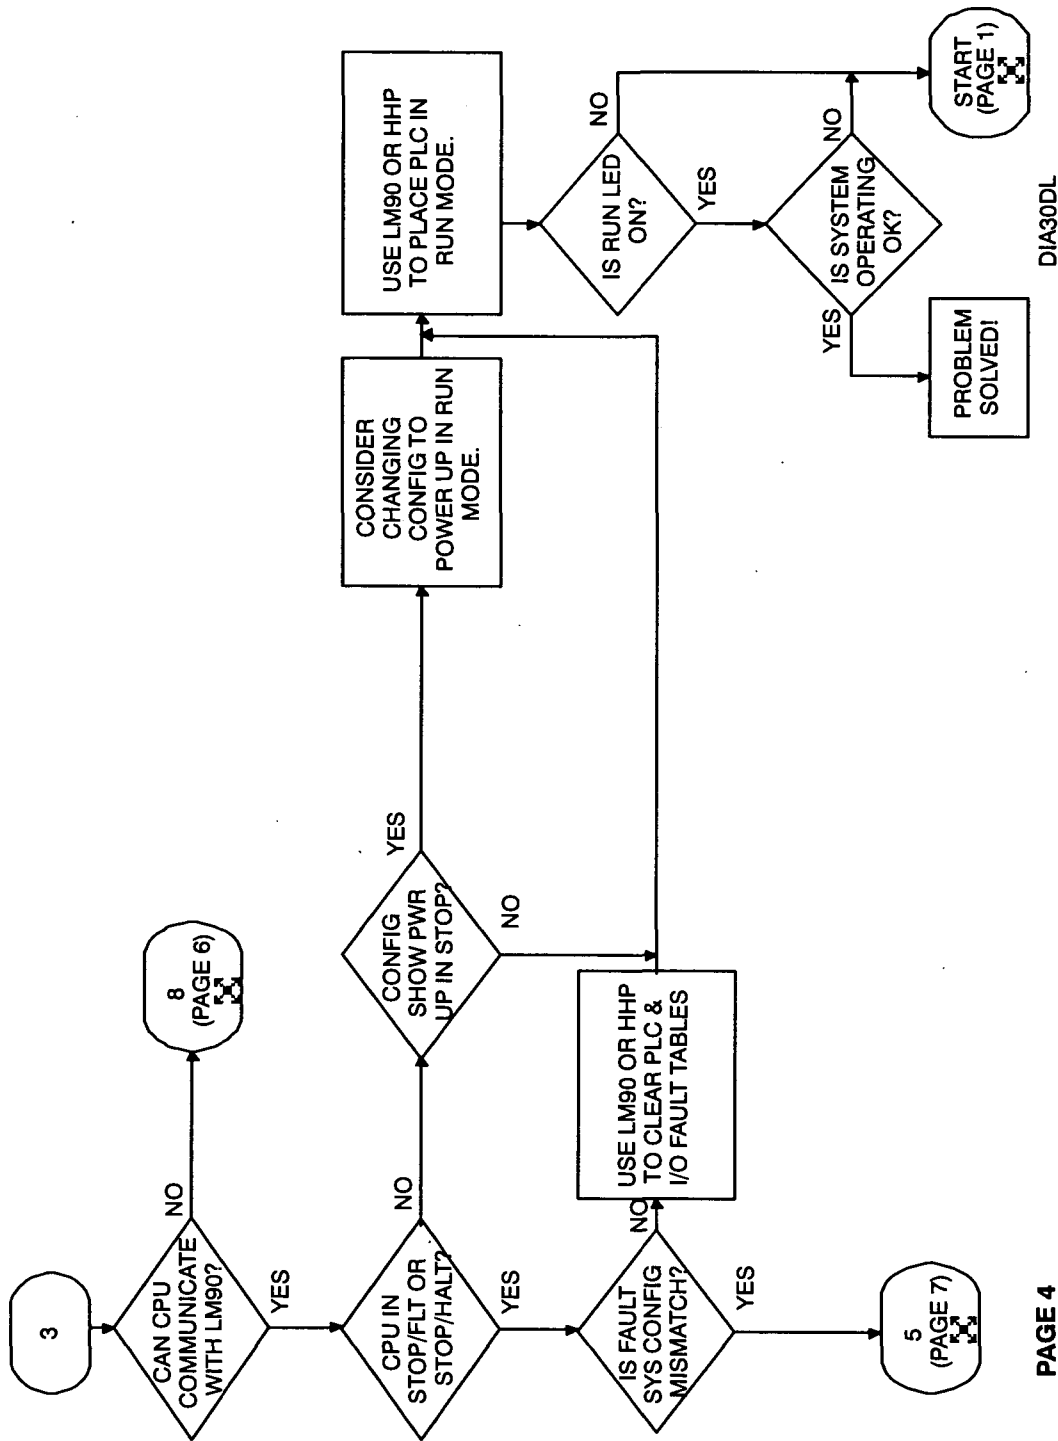 3
CAN CPU
COMMUNICATE
WITH LM90?
NO
8
(PAGE 6)
YES
CPU IN
STOP/FLT OR
STOP/HALT?
NO
CONFIG
SHOW PWR
UP IN STOP?
YES
CONSIDER
CHANGING
CONFIG TO
POWER UP IN RUN
MODE.
USE LM90 OR HHP
TO PLACE PLC IN
RUN MODE.
NO
YES
IS FAULT
SYS CONFIG
MISMATCH?
NO
USE LM90 OR HHP
TO CLEAR PLC &
I/O FAULT TABLES
IS RUN LED
ON?
NO
YES
YES
5
(PAGE 7)
IS SYSTEM
OPERATING
OK?
YES
NO
PROBLEM
SOLVED!
START
(PAGE 1)
PAGE 4
DIA30DL